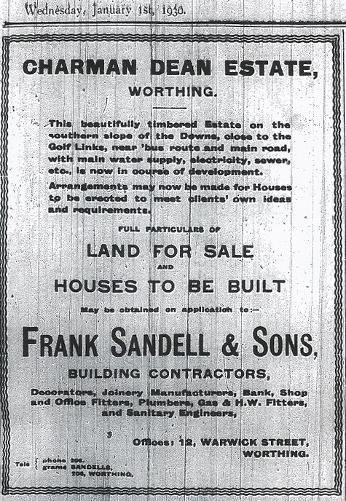 Wednesday, January 1st, 1930.
CHARMAN DEAN ESTATE,
WORTHING.
This beautifully timbered Estate on the
southern slope of the Downs, close to the
Golf Links, near 'bus route and main road,
with main water supply, electricity, sewer,
etc., is now in course of development.
Arrangements may now be made for Houses
to be erected to meet clients' own ideas
and requirements.
FULL PARTICULARS OF
LAND FOR SALE
AND
HOUSES TO BE BUILT
May be obtained on application to:—
FRANK SANDELL & SONS,
BUILDING CONTRACTORS,
Decorators, Joinery Manufacturers, Bank, Shop
and Office Fitters, Plumbers, Gas & H.W. Fitters,
and Sanitary Engineers,
Offices: 12, WARWICK STREET,
WORTHING.
Tele { phone 206.
grams SANDELLS,
206, WORTHING.